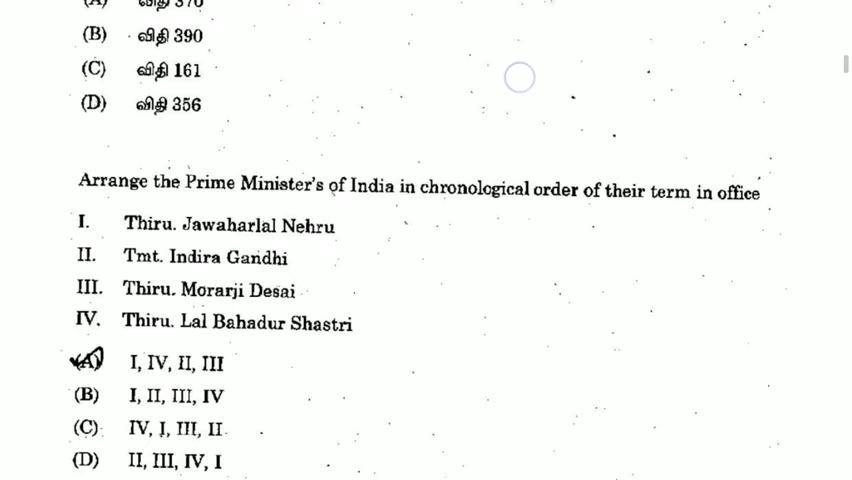 (A) விதி 370
(B) விதி 390
(C) விதி 161
(D) விதி 356
Arrange the Prime Minister's of India in chronological order of their term in office
I. Thiru. Jawaharlal Nehru
II. Tmt. Indira Gandhi
III. Thiru. Morarji Desai
IV. Thiru. Lal Bahadur Shastri
(A) I, IV, II, III
(B) I, II, III, IV
(C) IV, I, III, II
(D) II, III, IV, I